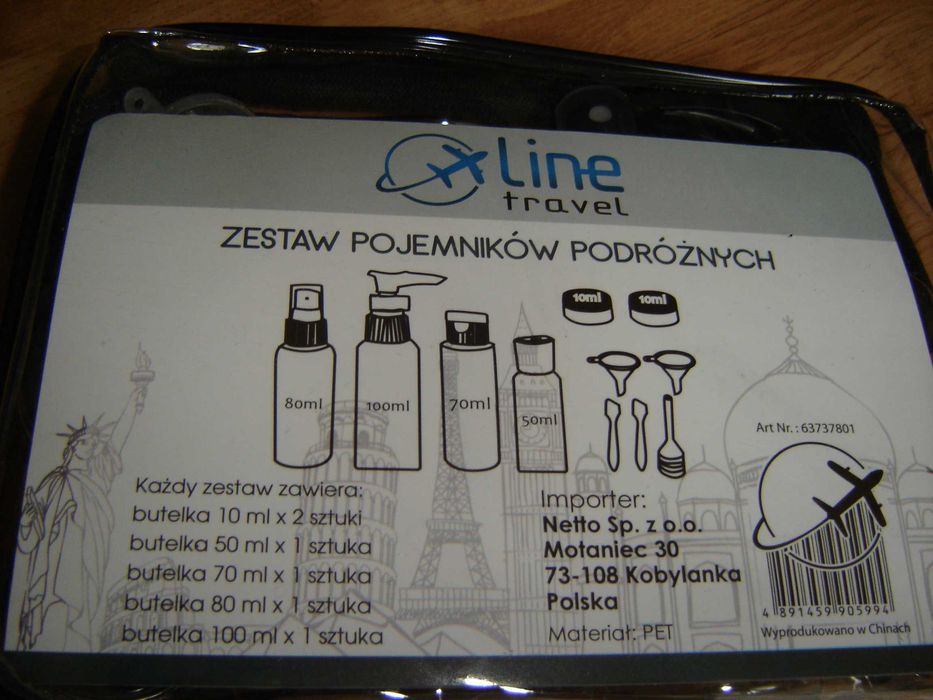 Line
travel
ZESTAW POJEMNIKÓW PODRÓŻNYCH
10ml
10ml
80ml
100ml
70ml
50ml
Art Nr.: 63737801
Każdy zestaw zawiera:
butelka 10 ml x 2 sztuki
butelka 50 ml x 1 sztuka
butelka 70 ml x 1 sztuka
butelka 80 ml x 1 sztuka
butelka 100 ml x 1 sztuka
Importer:
Netto Sp. z o.o.
Motaniec 30
73-108 Kobylanka
Polska
Materiał: PET
4 891459 905994
Wyprodukowano w Chinach